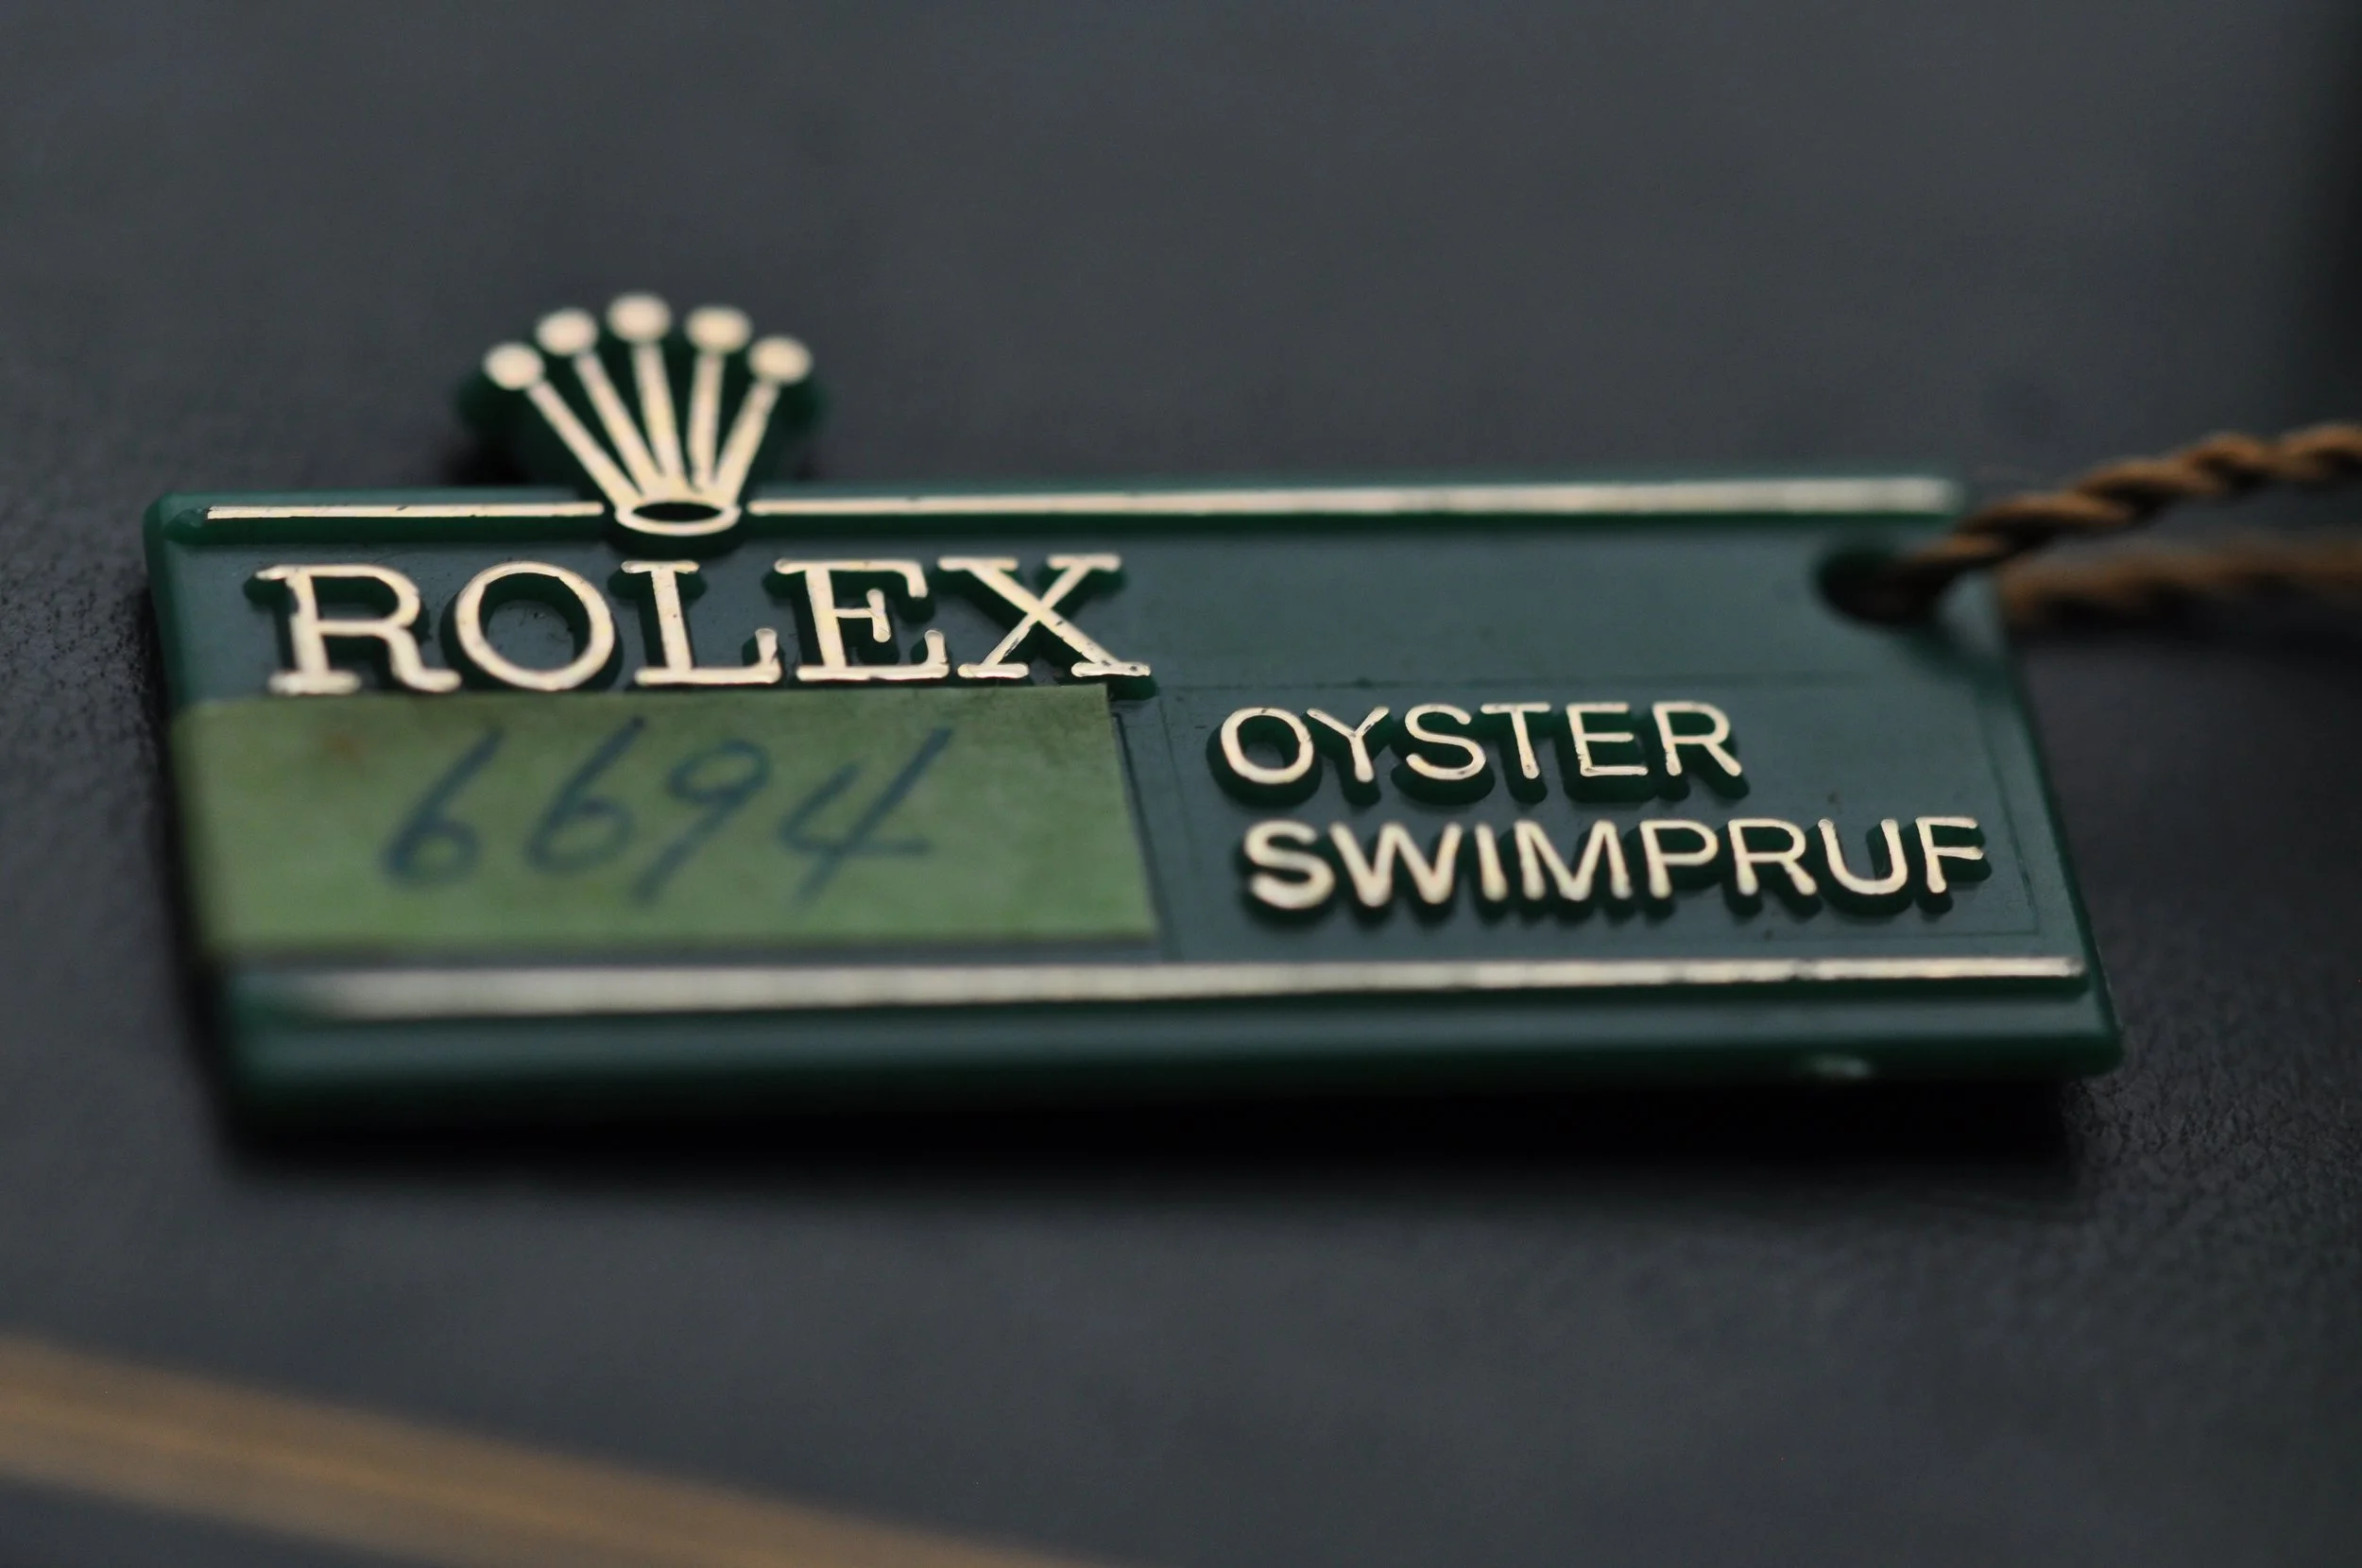 ROLEX
6694
OYSTER
SWIMPRUF